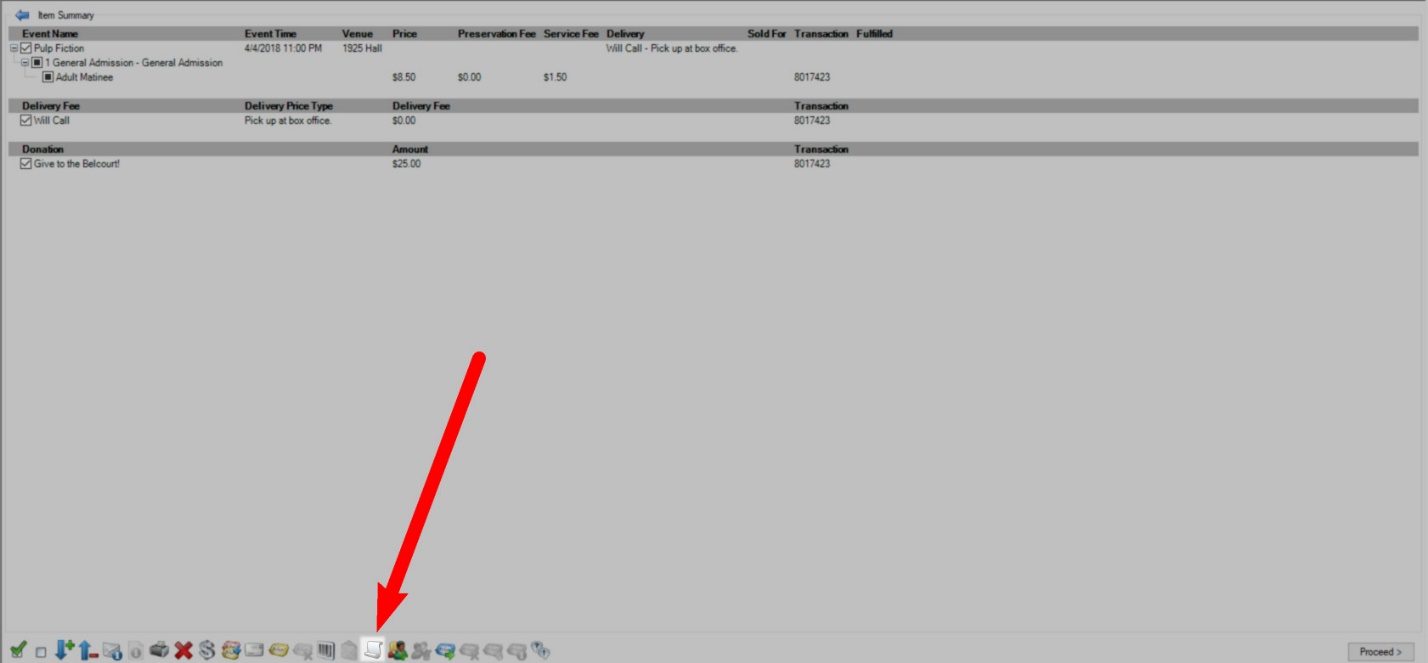 Item Summary
Event Name Event Time Venue Price Preservation Fee Service Fee Delivery Sold For Transaction Fulfilled
Pulp Fiction 4/4/2018 11:00 PM 1925 Hall Will Call - Pick up at box office.
1 General Admission - General Admission
Adult Matinee $8.50 $0.00 $1.50 8017423
Delivery Fee Delivery Price Type Delivery Fee Transaction
Will Call Pick up at box office. $0.00 8017423
Donation Amount Transaction
Give to the Belcourt! $25.00 8017423
Proceed >